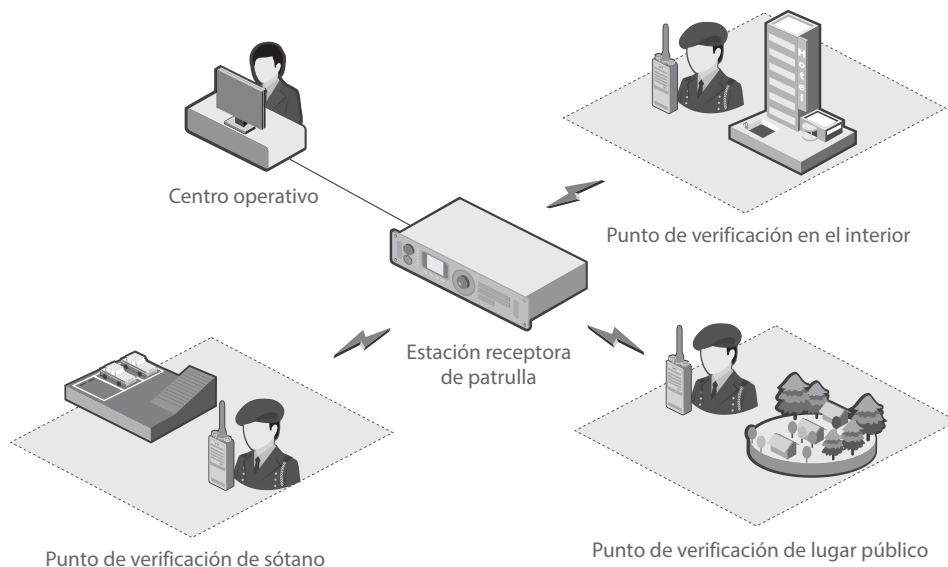 Hotel
Centro operativo
Punto de verificación en el interior
Estación receptora
de patrulla
Punto de verificación de sótano
Punto de verificación de lugar público